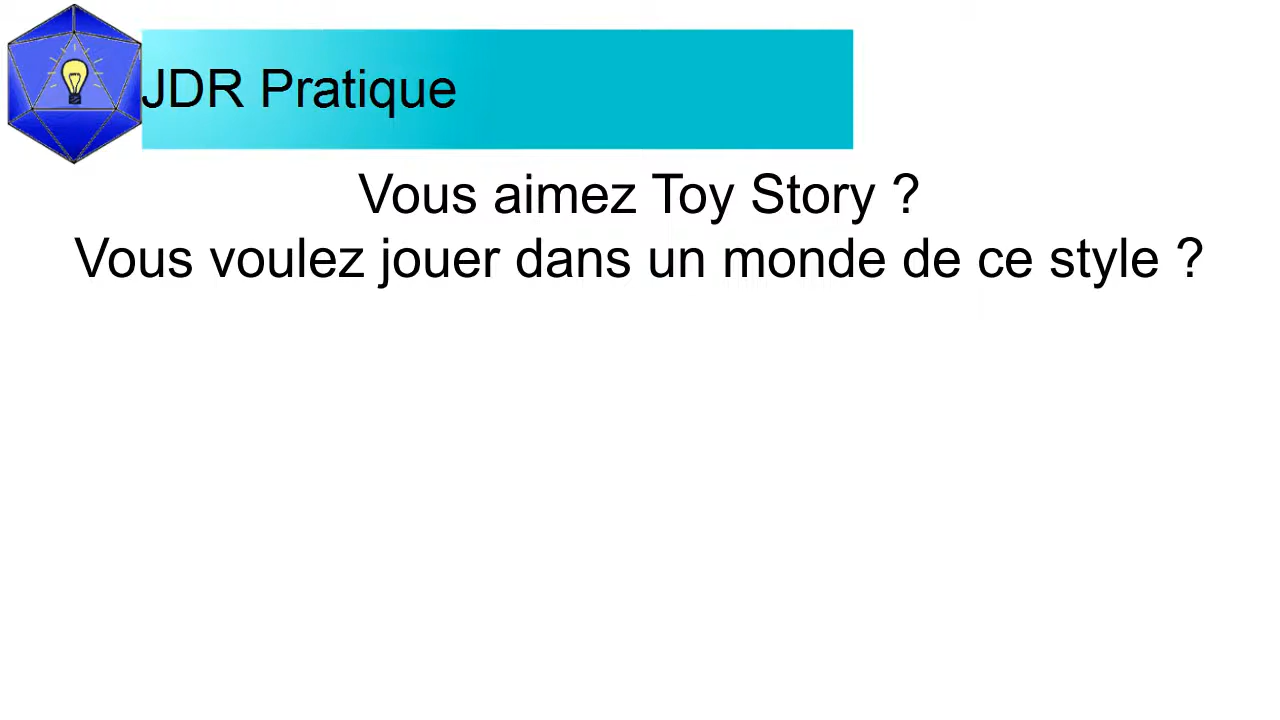 JDR Pratique
Vous aimez Toy Story ?
Vous voulez jouer dans un monde de ce style ?